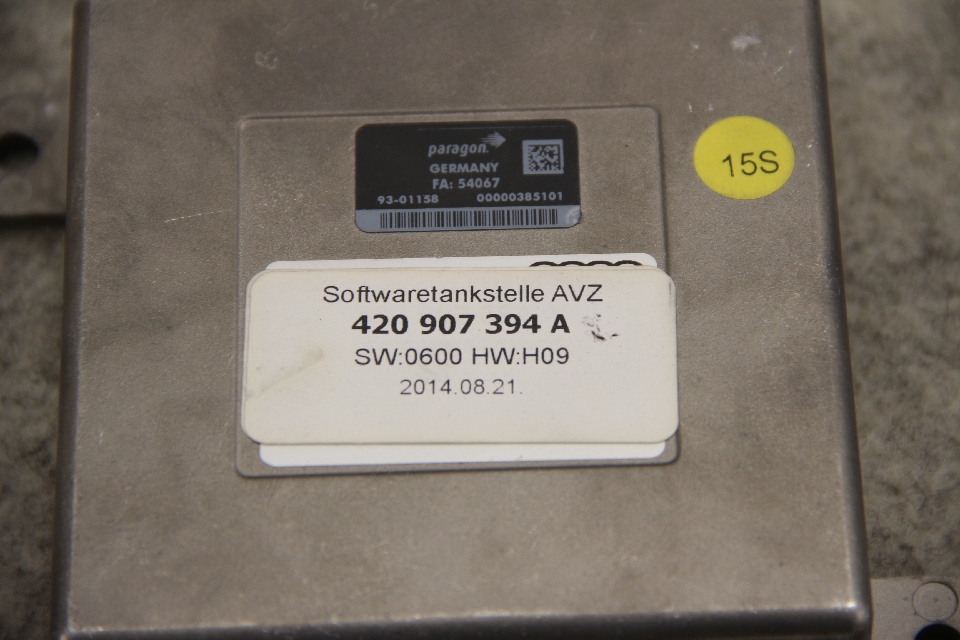 paragon
GERMANY
FA: 54067
93-01158 00000385101
15S
Softwaretankstelle AVZ
420 907 394 A
SW:0600 HW:H09
2014.08.21.